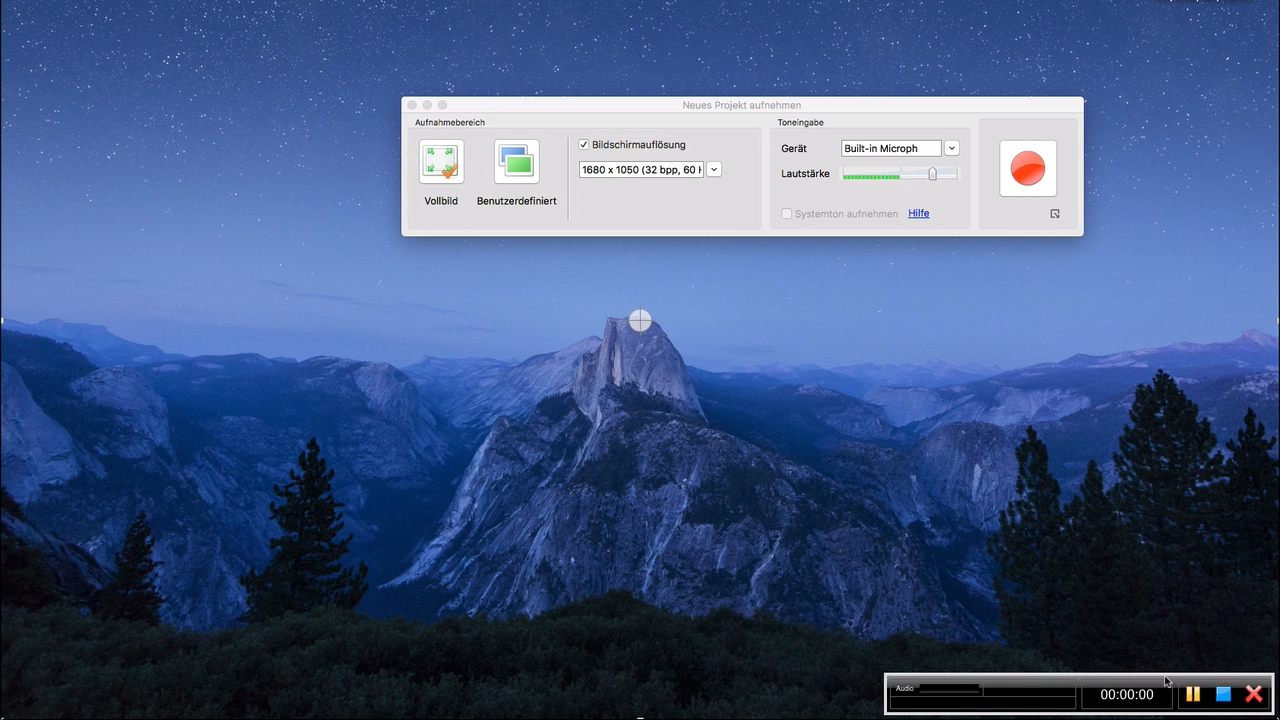 Neues Projekt aufnehmen
Aufnahmebereich
Vollbild
Benutzerdefiniert
Bildschirmauflösung
1680 x 1050 (32 bpp, 60 H
Toneingabe
Gerät
Built-in Microph
Lautstärke
Systemton aufnehmen
Hilfe
Audio
00:00:00